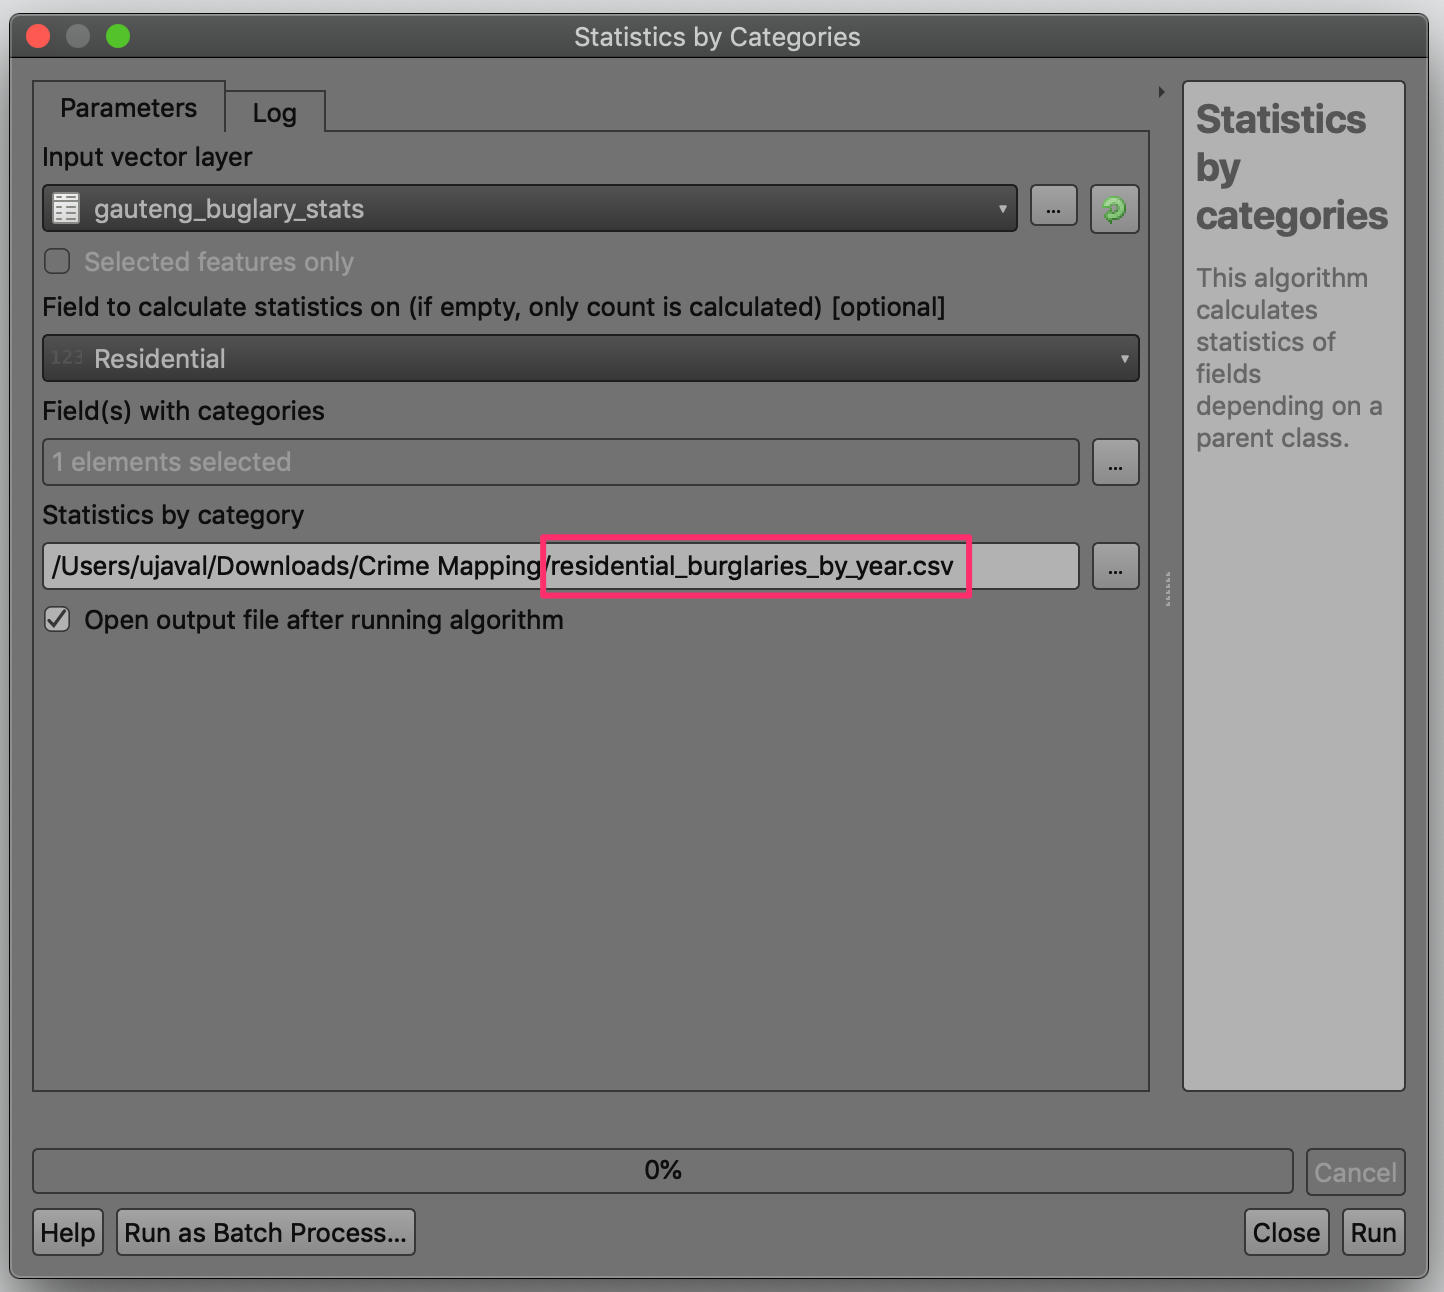 Statistics by Categories
Parameters
Log
Input vector layer
gauteng_buglary_stats
...
Selected features only
Field to calculate statistics on (if empty, only count is calculated) [optional]
123 Residential
Field(s) with categories
1 elements selected
...
Statistics by category
/Users/ujaval/Downloads/Crime Mapping/residential_burglaries_by_year.csv
...
Open output file after running algorithm
Statistics
by
categories
This algorithm
calculates
statistics of
fields
depending on a
parent class.
0%
Cancel
Help
Run as Batch Process...
Close
Run